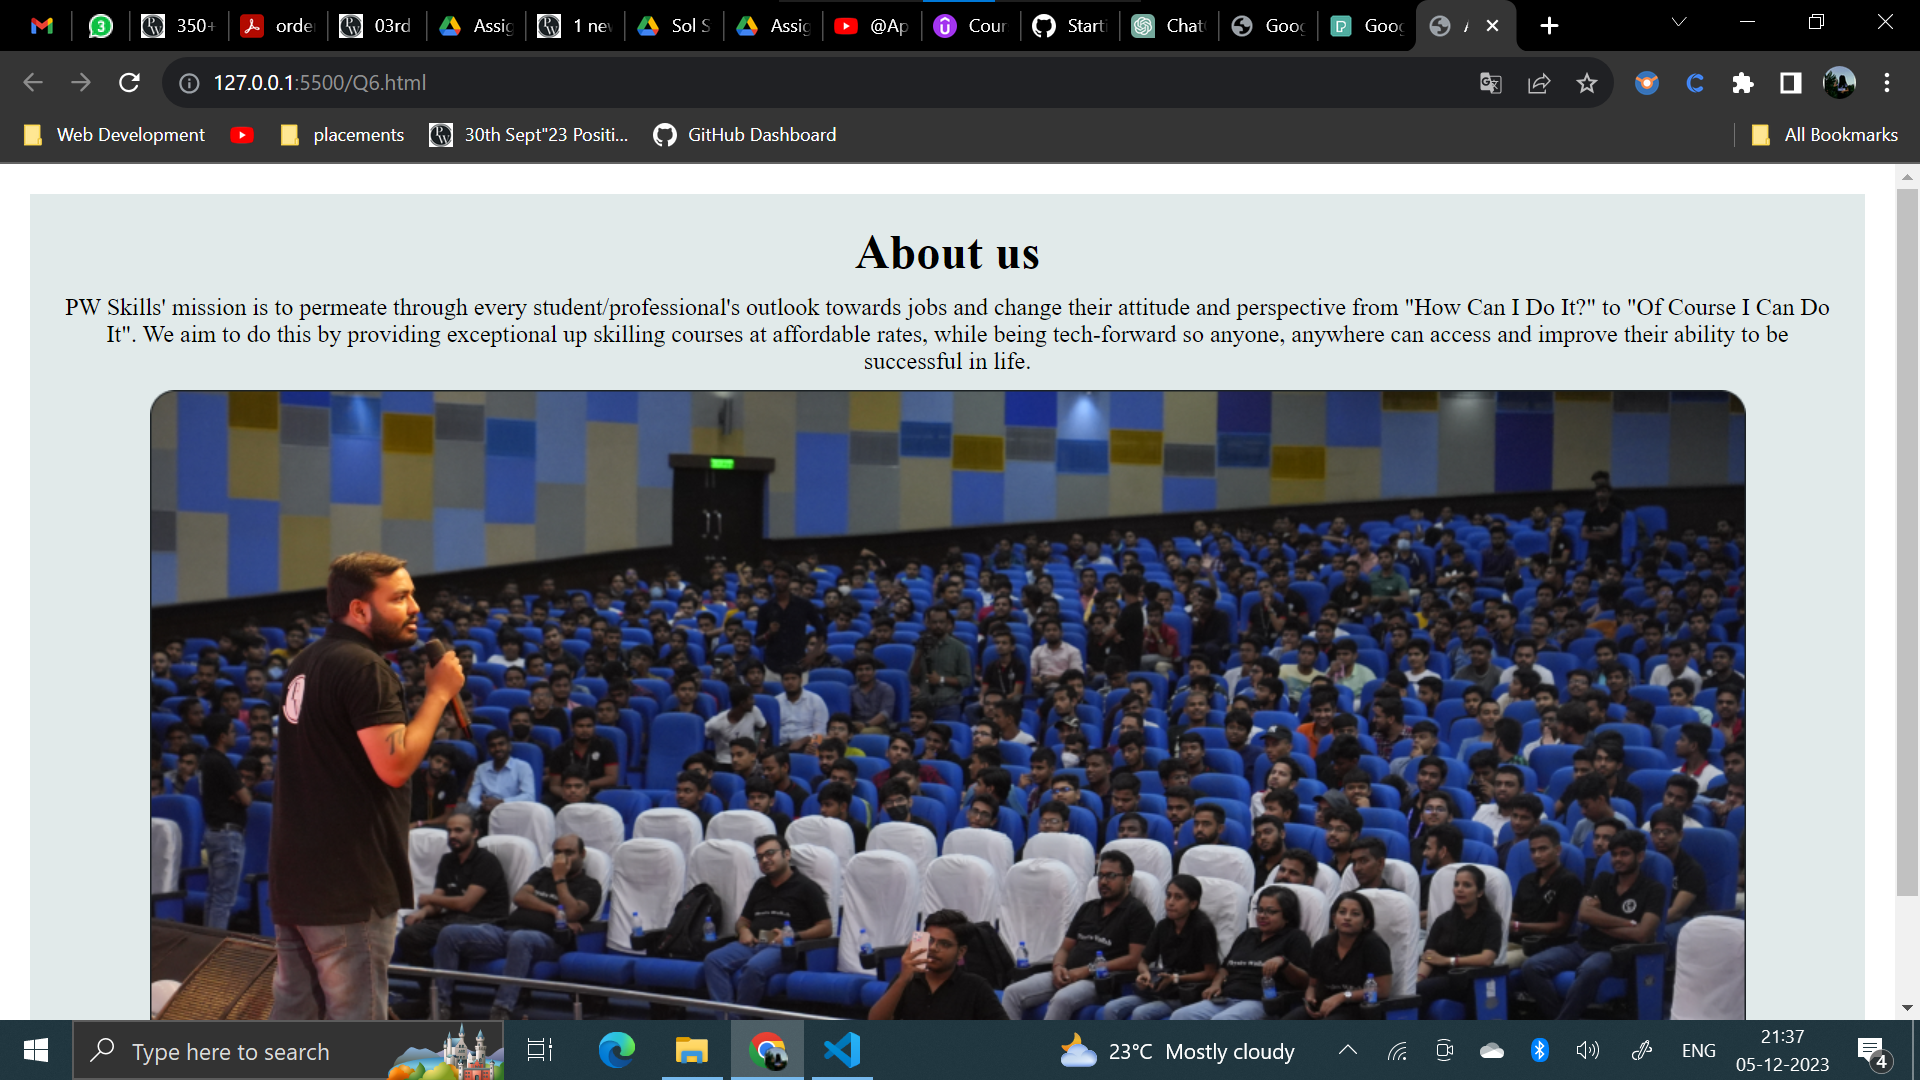 350+
orde
03rd
Assig
1 ne
Sol S
Assig
@Ap
Cour
Starti
Chat
Goog
Goog
127.0.0.1:5500/Q6.html
Web Development
placements
30th Sept"23 Positi...
GitHub Dashboard
All Bookmarks
About us
PW Skills' mission is to permeate through every student/professional's outlook towards jobs and change their attitude and perspective from "How Can I Do It?" to "Of Course I Can Do
It". We aim to do this by providing exceptional up skilling courses at affordable rates, while being tech-forward so anyone, anywhere can access and improve their ability to be
successful in life.
Type here to search
23°C Mostly cloudy
ENG
21:37
05-12-2023
4